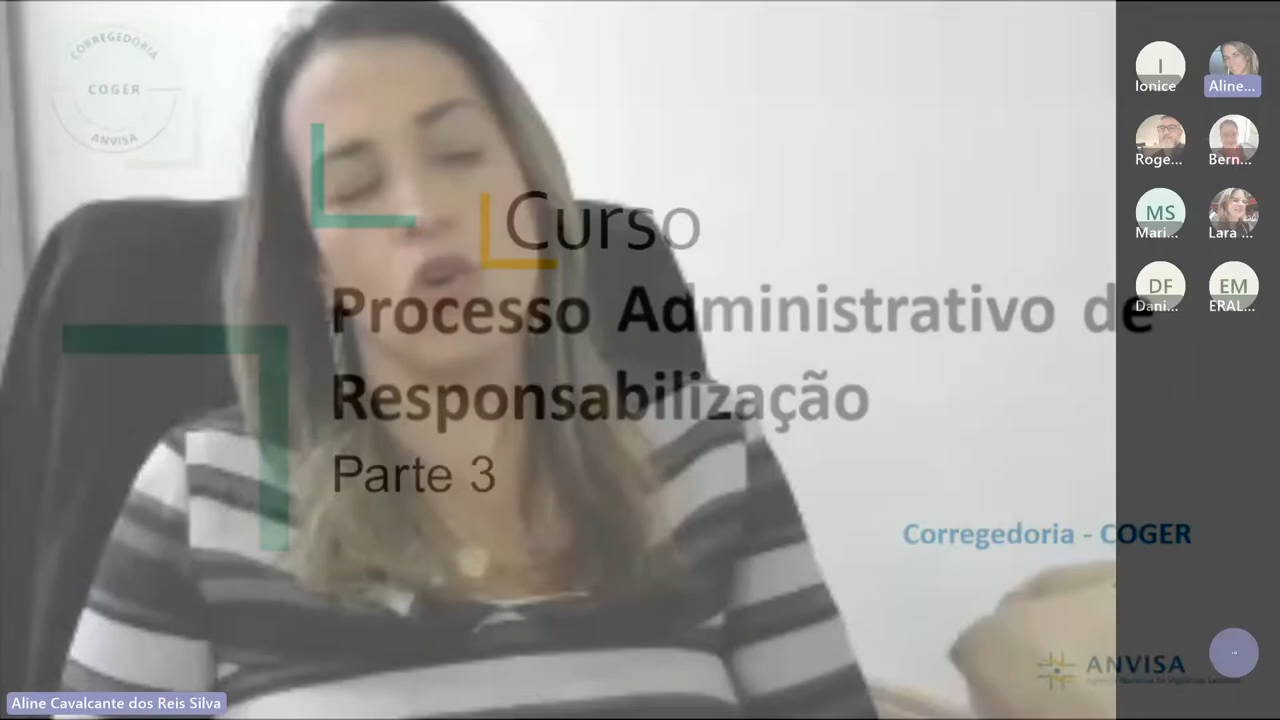 CORREGEDORIA
COGER
ANVISA
Curso
Processo Administrativo de
Responsabilização
Parte 3
Corregedoria - COGER
ANVISA
Aline Cavalcante dos Reis Silva
I
Ionice
Aline...
Roge...
Bern...
MS
Mari...
Lara ...
DF
Dani...
EM
ERAL...